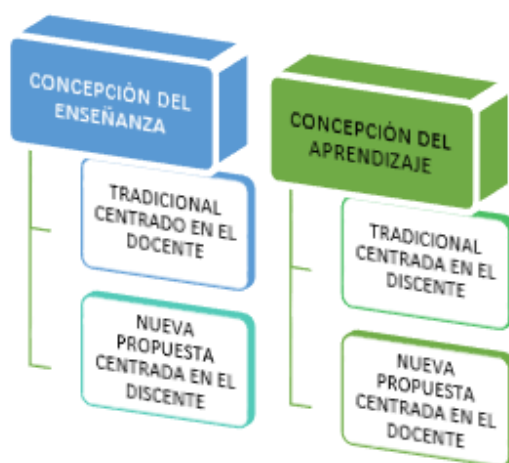 CONCEPCIÓN DEL
ENSEÑANZA
TRADICIONAL
CENTRADO EN EL
DOCENTE
NUEVA
PROPUESTA
CENTRADA EN EL
DISCENTE
CONCEPCIÓN DEL
APRENDIZAJE
TRADICIONAL
CENTRADA EN EL
DISCENTE
NUEVA
PROPUESTA
CENTRADA EN EL
DOCENTE